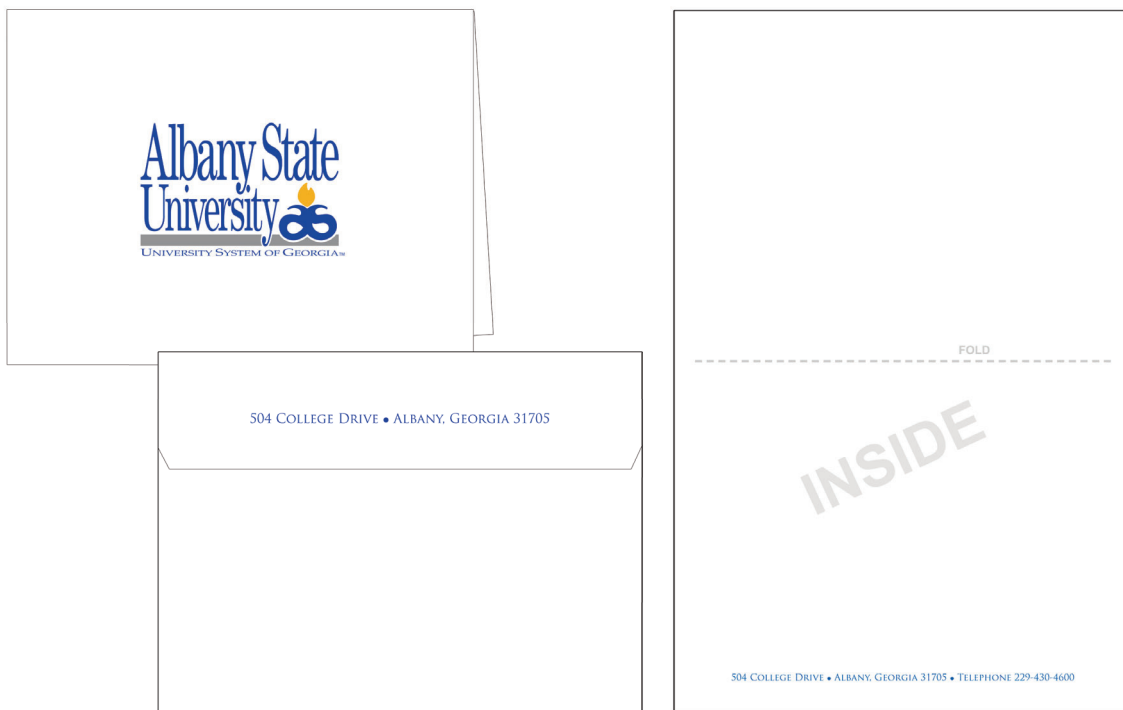 Albany State
University
UNIVERSITY SYSTEM OF GEORGIA™
504 COLLEGE DRIVE • ALBANY, GEORGIA 31705
FOLD
INSIDE
504 COLLEGE DRIVE • ALBANY, GEORGIA 31705 • TELEPHONE 229-430-4600